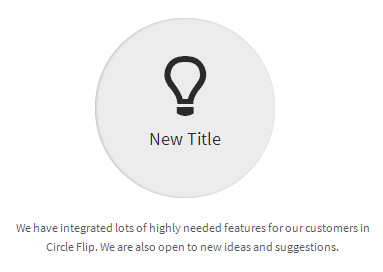 New Title
We have integrated lots of highly needed features for our customers in
Circle Flip. We are also open to new ideas and suggestions.